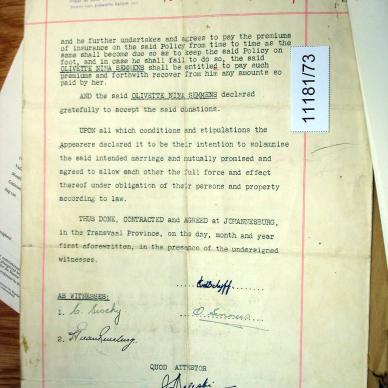 and he further undertakes and agrees to pay the premiums
of insurance on the said Policy from time to time as the
same shall become due so as to keep the said Policy on
foot, and in case he shall fail to do so, the said
OLIVETTE NINA SEMMENS shall be entitled to pay such
premiums and forthwith recover from him any amounts so
paid by her.
11181/73
AND the said OLIVETTE NINA SEMMENS declared
gratefully to accept the said donations.
UPON all which conditions and stipulations the
Appearers declared it to be their intention to solemnise
the said intended marriage and mutually promised and
agreed to allow each other the full force and effect
thereof under obligation of their persons and property
according to law.
THUS DONE, CONTRACTED and AGREED at JOHANNESBURG,
in the Transvaal Province, on the day, month and year
first aforewritten, in the presence of the undersigned
witnesses.
AS WITNESSES:
1.
2.
QUOD ATTESTOR